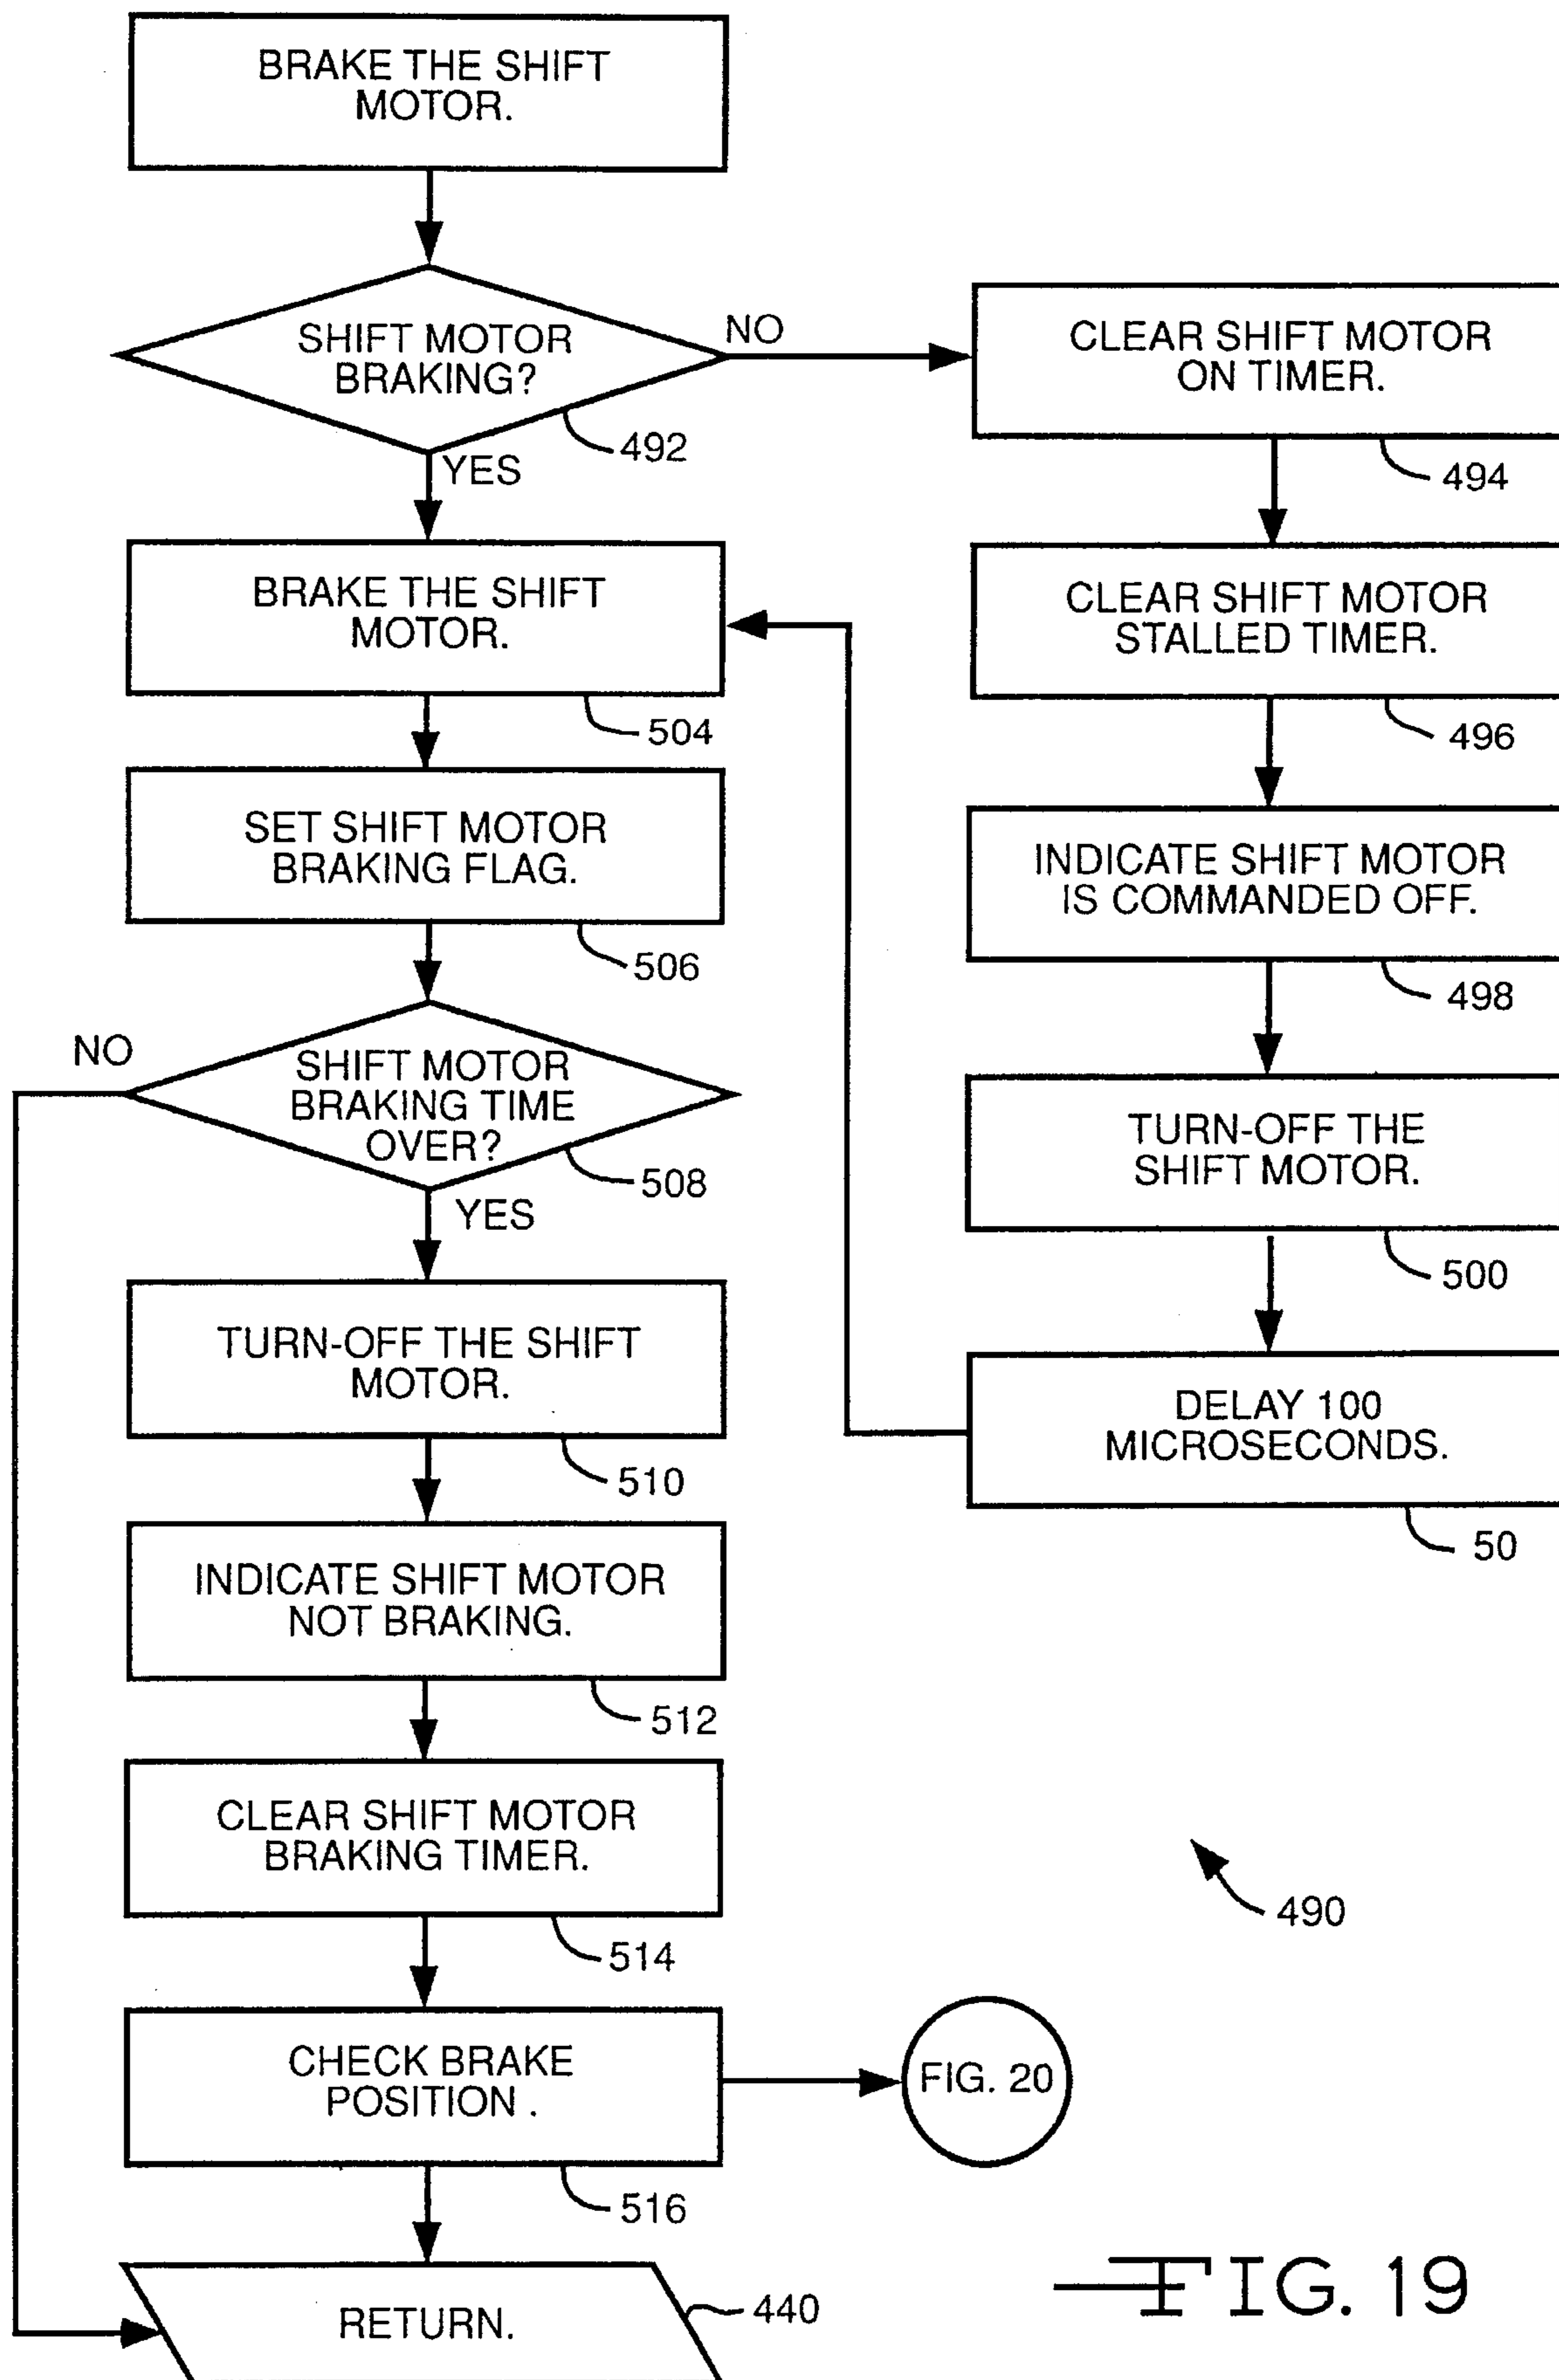 BRAKE THE SHIFT
MOTOR.
SHIFT MOTOR
BRAKING?
NO
492
YES
CLEAR SHIFT MOTOR
ON TIMER.
494
CLEAR SHIFT MOTOR
STALLED TIMER.
496
INDICATE SHIFT MOTOR
IS COMMANDED OFF.
498
TURN-OFF THE
SHIFT MOTOR.
500
DELAY 100
MICROSECONDS.
50
BRAKE THE SHIFT
MOTOR.
504
SET SHIFT MOTOR
BRAKING FLAG.
506
NO
SHIFT MOTOR
BRAKING TIME
OVER?
508
YES
TURN-OFF THE SHIFT
MOTOR.
510
INDICATE SHIFT MOTOR
NOT BRAKING.
512
CLEAR SHIFT MOTOR
BRAKING TIMER.
514
490
CHECK BRAKE
POSITION .
FIG. 20
516
RETURN.
440
FIG. 19